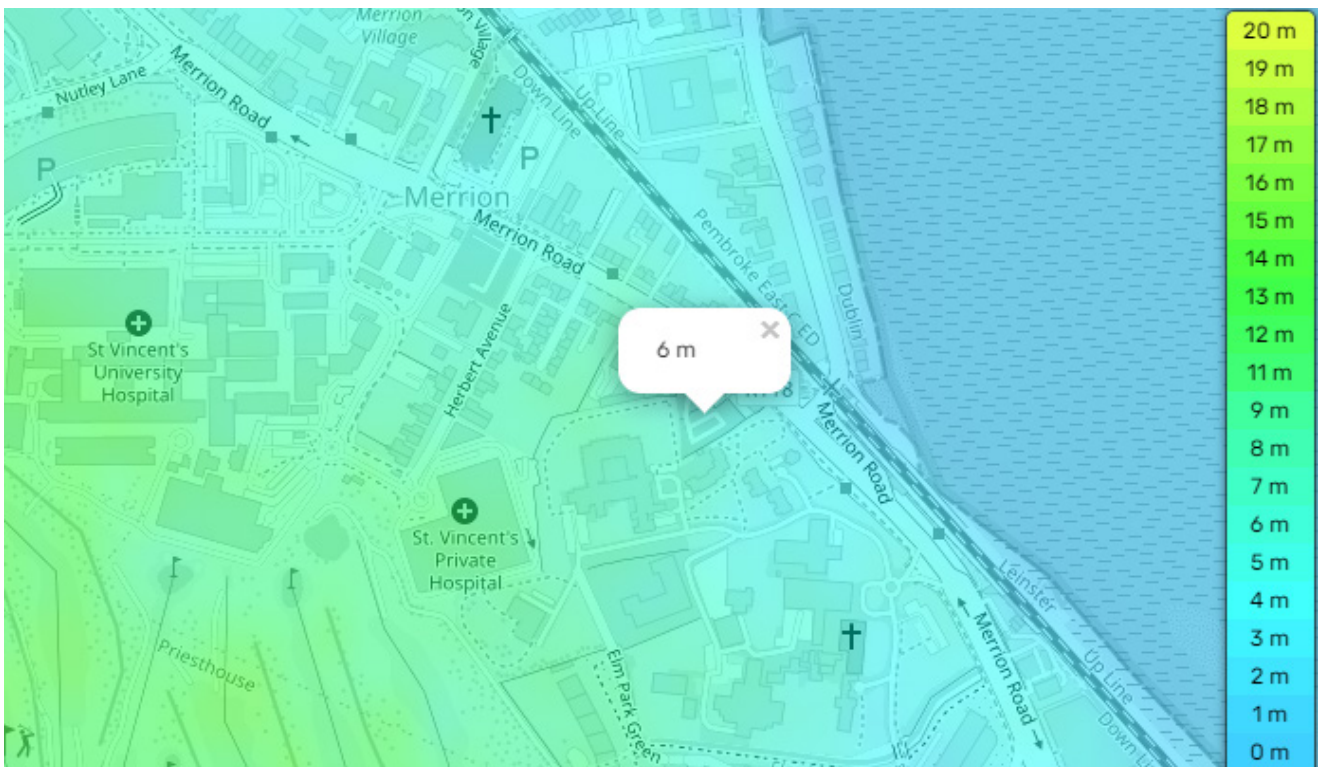 Merrion
Village
on Village
Nutley Lane
Merrion Road
Down Line
Up Line
P
P
P
P
P
Merrion
Merrion Road
Pembroke East C ED
Dublin
Herbert Avenue
St Vincent's
University
Hospital
6 m
×
Merrion Road
St. Vincent's
Private
Hospital
Priesthouse
Elm Park Green
Leinster
Merrion Road
Up Line
Down Li
20 m
19 m
18 m
17 m
16 m
15 m
14 m
13 m
12 m
11 m
9 m
8 m
7 m
6 m
5 m
4 m
3 m
2 m
1 m
0 m